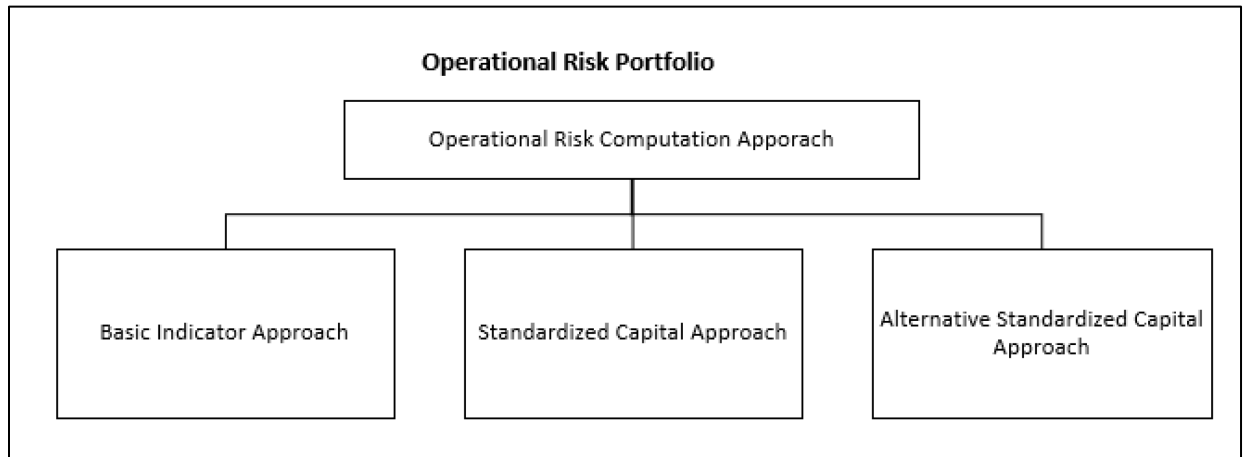 Operational Risk Portfolio
Operational Risk Computation Apporach
Basic Indicator Approach
Standardized Capital Approach
Alternative Standardized Capital
Approach